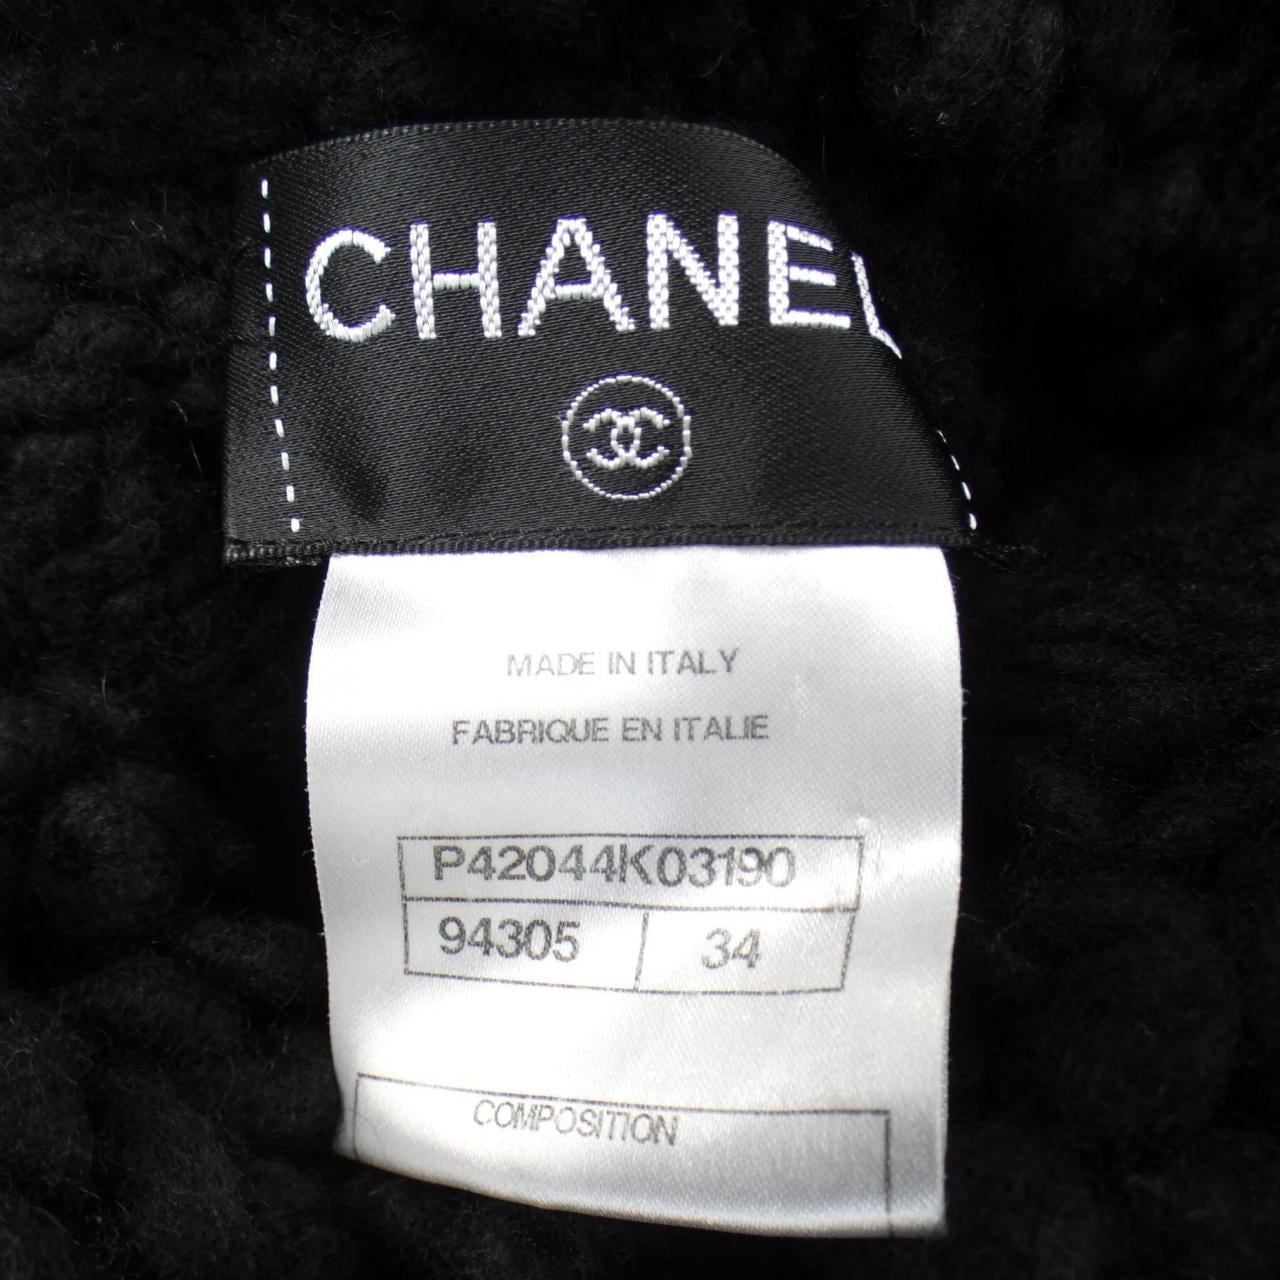 CHANEL
MADE IN ITALY
FABRIQUE EN ITALIE
P42044K03190
94305 34
COMPOSITION